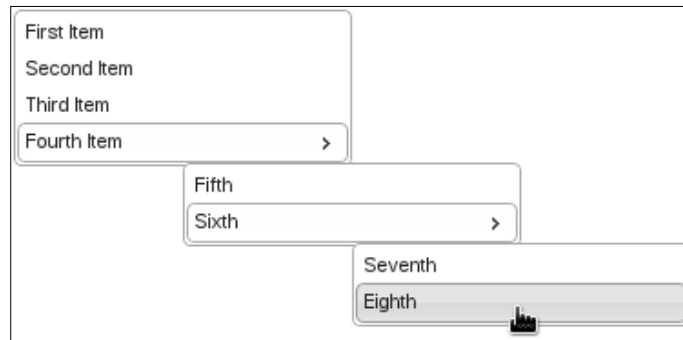 First Item
Second Item
Third Item
Fourth Item
Fifth
Sixth
Seventh
Eighth